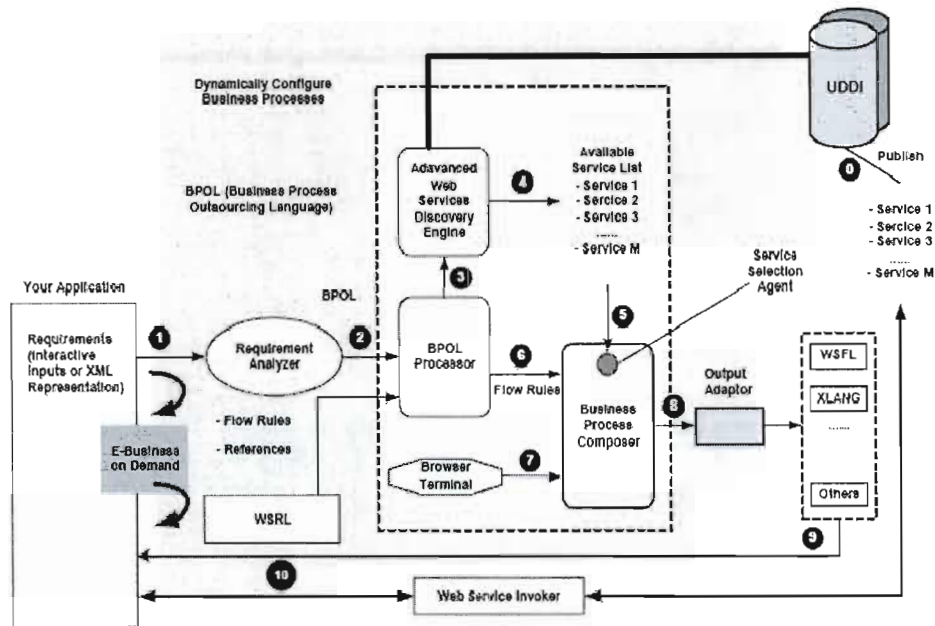 Dynamically Configure
Business Processes
UDDI
Publish
0
- Service 1
- Sercice 2
- Service 3
......
- Service M
BPOL (Business Process
Outsourcing Language)
Adavanced
Web
Services
Discovery
Engine
4
Available
Service List
- Service 1
- Sercice 2
- Service 3
......
- Service M
3
Service
Selection
Agent
Your Application
BPOL
1
2
5
6
Requirements
(Interactive
Inputs or XML
Representation)
Requirement
Analyzer
BPOL
Processor
Flow Rules
Business
Process
Composer
8
Output
Adaptor
WSFL
XLANG
.......
Others
- Flow Rules
- References
E-Business
on Demand
WSRL
Browser
Terminal
7
9
10
Web Service Invoker